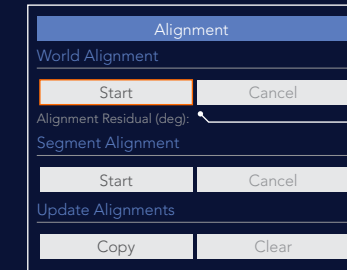 Alignment
World Alignment
Start Cancel
Alignment Residual (deg):
Segment Alignment
Start Cancel
Update Alignments
Copy Clear